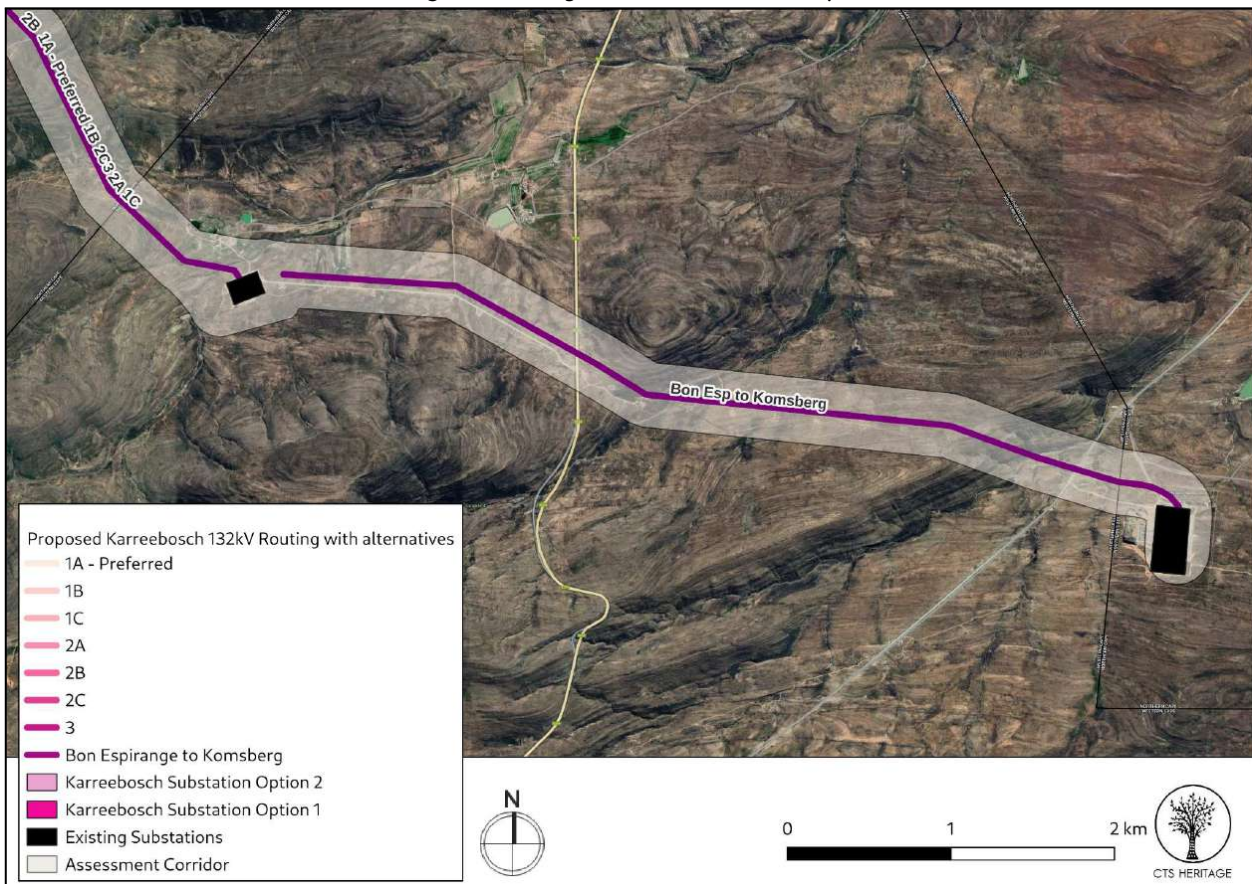 2B 1A - Preferred 1B 2C3 2A1C
Bon Esp to Komsberg
Proposed Karreebosch 132kV Routing with alternatives
1A - Preferred
1B
1C
2A
2B
2C
3
Bon Espirange to Komsberg
Karreebosch Substation Option 2
Karreebosch Substation Option 1
Existing Substations
Assessment Corridor
N
0 1 2 km
CTS HERITAGE